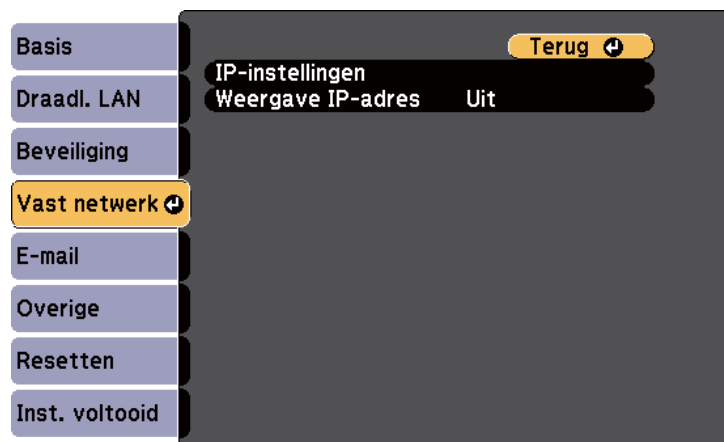 Basis
Draadl. LAN
Beveiliging
Vast netwerk
E-mail
Overige
Resetten
Inst. voltooid
Terug
IP-instellingen
Weergave IP-adres Uit